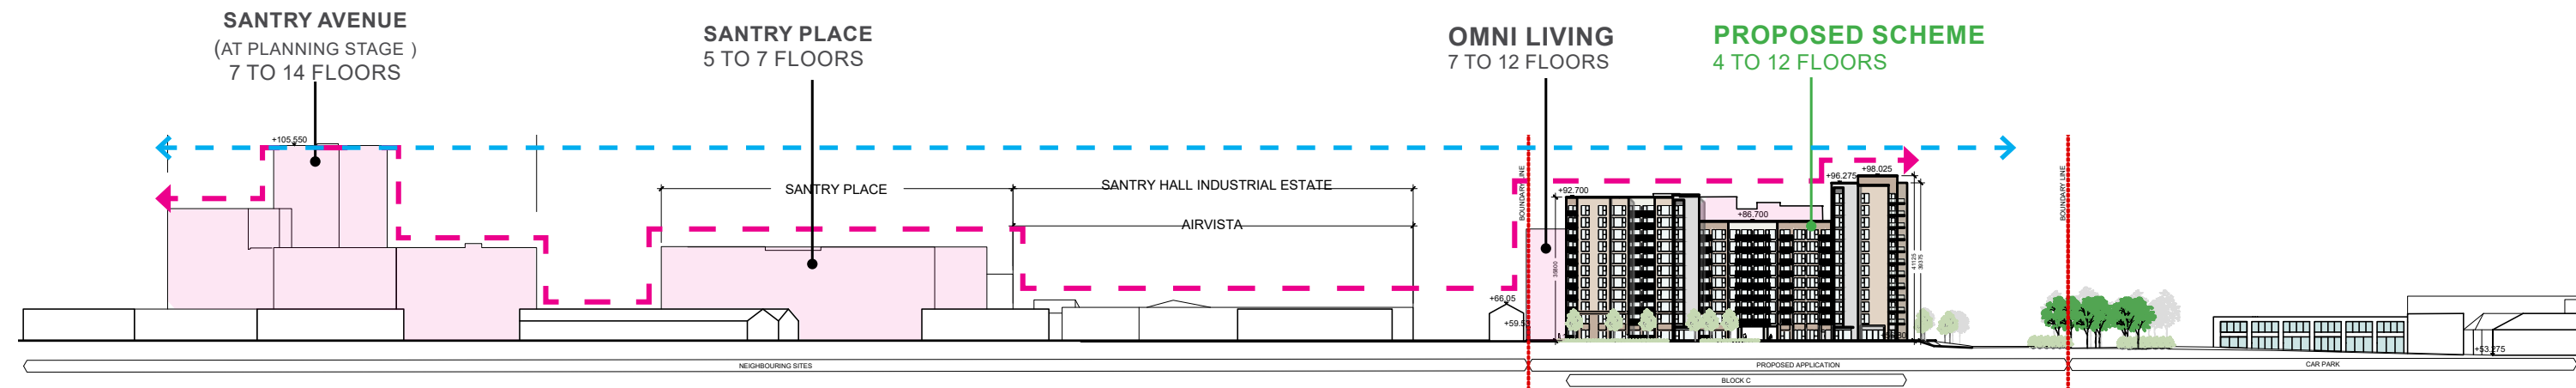 SANTRY AVENUE
(AT PLANNING STAGE )
7 TO 14 FLOORS
SANTRY PLACE
5 TO 7 FLOORS
OMNI LIVING
7 TO 12 FLOORS
PROPOSED SCHEME
4 TO 12 FLOORS
+105.550
SANTRY PLACE
SANTRY HALL INDUSTRIAL ESTATE
AIRVISTA
BOUNDARY LINE
+92.700
+86.700
+96.275
+98.025
BOUNDARY LINE
35800
41125
39375
+66.05
+53.275
NEIGHBOURING SITES
PROPOSED APPLICATION
CAR PARK
BLOCK C